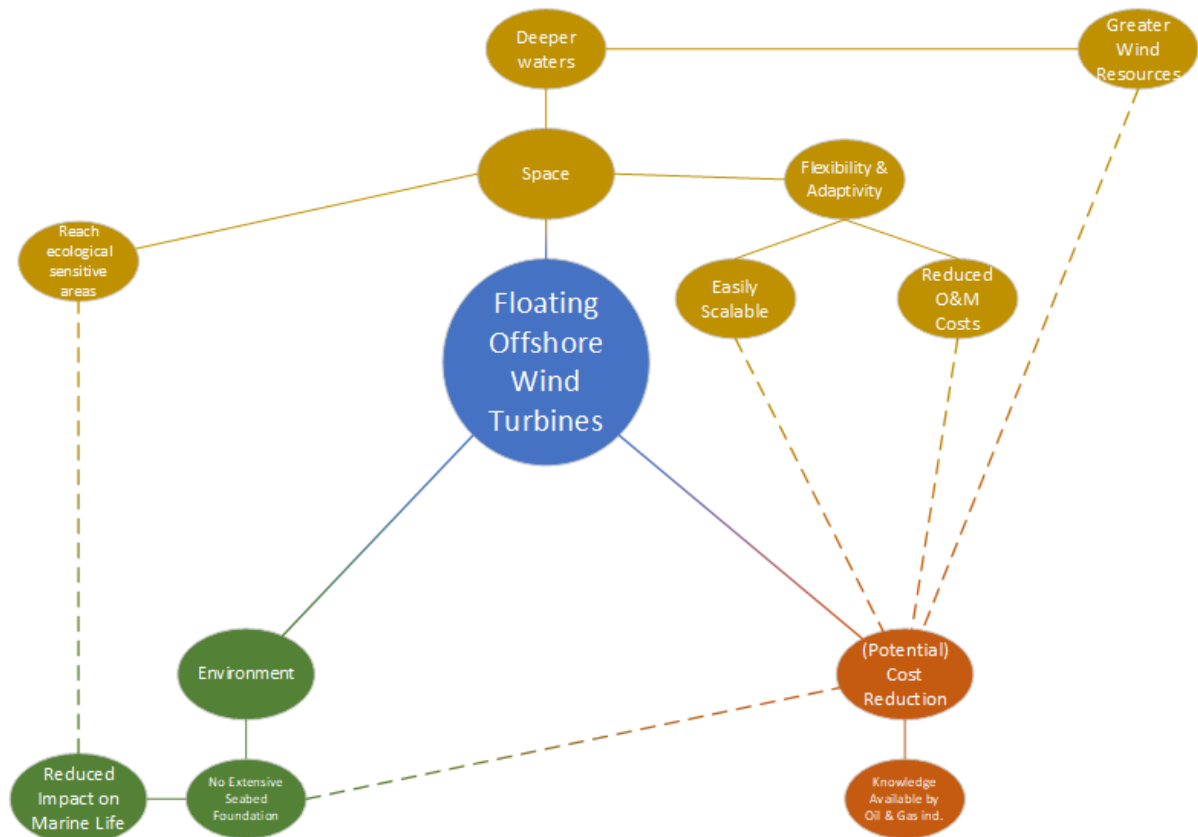 Deeper
waters
Greater
Wind
Resources
Space
Flexibility &
Adaptivity
Reach
ecological
sensitive
areas
Easily
Scalable
Reduced
O&M
Costs
Floating
Offshore
Wind
Turbines
Environment
(Potential)
Cost
Reduction
Reduced
Impact on
Marine Life
No Extensive
Seabed
Foundation
Knowledge
Available by
Oil & Gas ind.